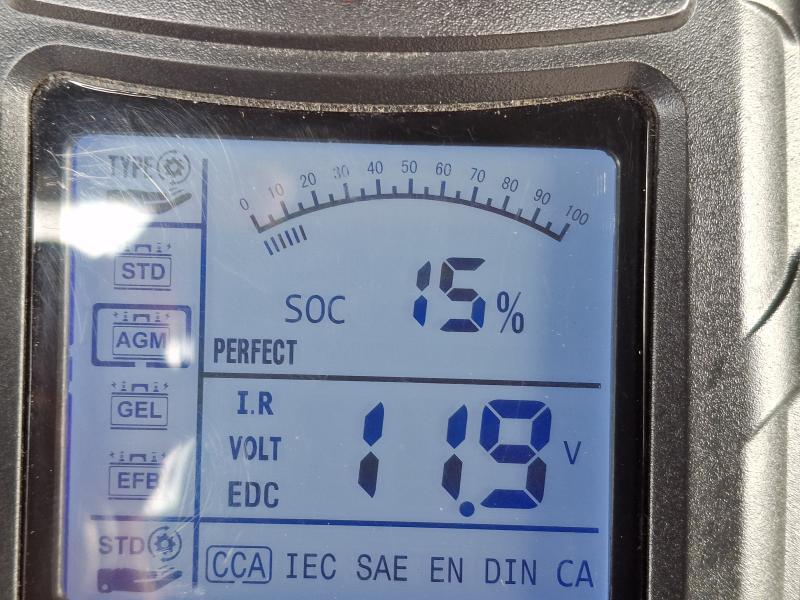 TYPE
0 10 20 30 40 50 60 70 80 90 100
STD
SOC 15 %
AGM
PERFECT
GEL
I.R
VOLT
11.9 V
EFB
EDC
STD
CCA IEC SAE EN DIN CA